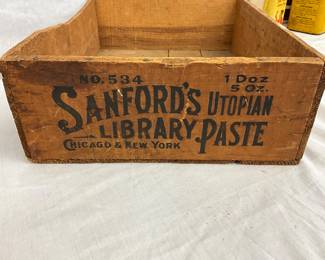 NO. 534 1 Doz
5 Oz.
SANFORD'S UTOPIAN
LIBRARY PASTE
CHICAGO & NEW YORK